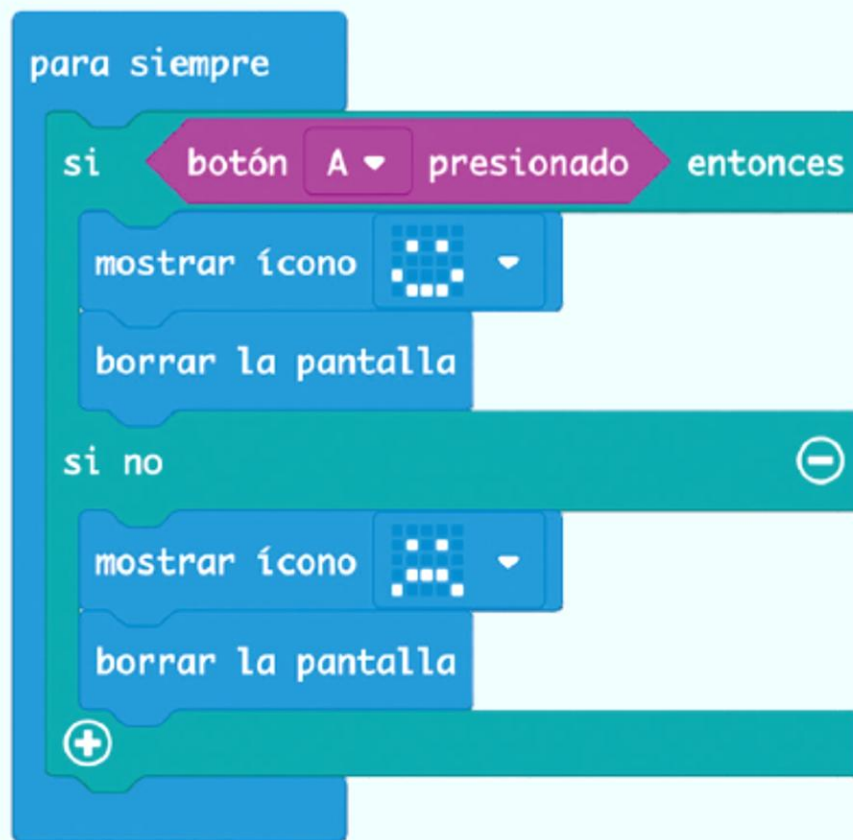 para siempre
si botón A presionado entonces
mostrar ícono
borrar la pantalla
si no
mostrar ícono
borrar la pantalla